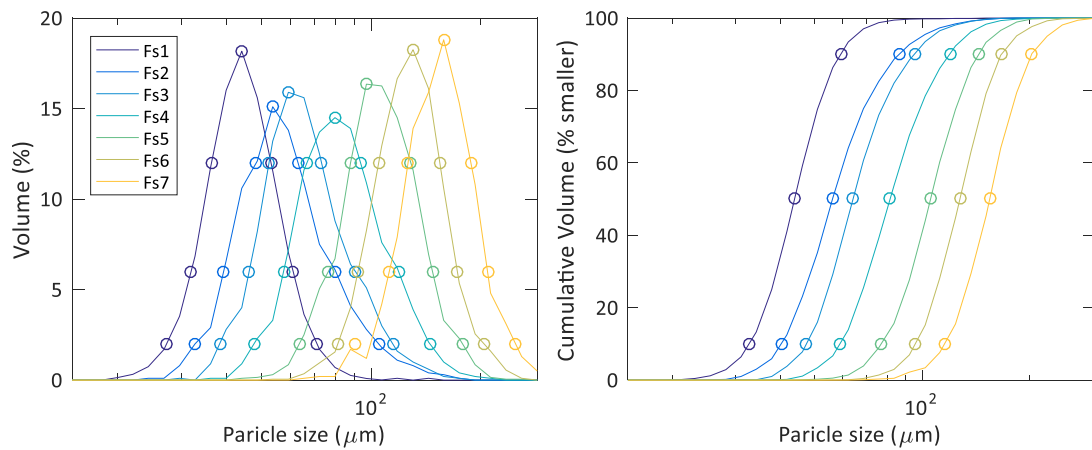 20
15
10
5
0
Volume (%)
Fs1
Fs2
Fs3
Fs4
Fs5
Fs6
Fs7
10²
Paricle size (μm)
100
80
60
40
20
0
Cumulative Volume (% smaller)
10²
Paricle size (μm)